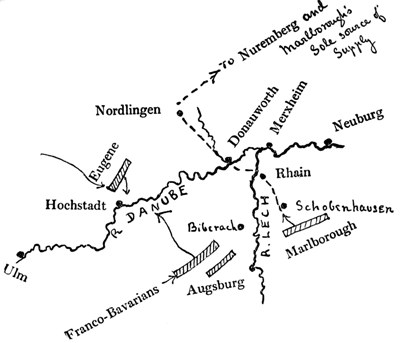 TO Nuremberg and
Marlborough's
Sole source of
Supply
Nordlingen
Donauworth
Merxheim
Neuburg
Eugene
Rhain
Hochstadt
R. DANUBE
Schobenhausen
Biberach
R. LECH
Marlborough
Ulm
Augsburg
Franco-Bavarians